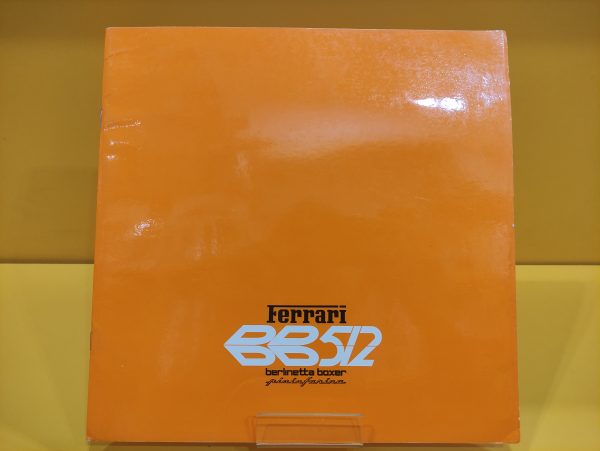 Ferrari
BB512
berlinetta boxer
pininfarina